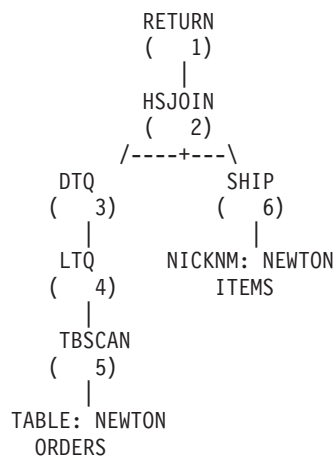 RETURN
( 1)
|
HSJOIN
( 2)
/----+---\
DTQ SHIP
( 3) ( 6)
| |
LTQ NICKNM: NEWTON
( 4) ITEMS
|
TBSCAN
( 5)
|
TABLE: NEWTON
ORDERS